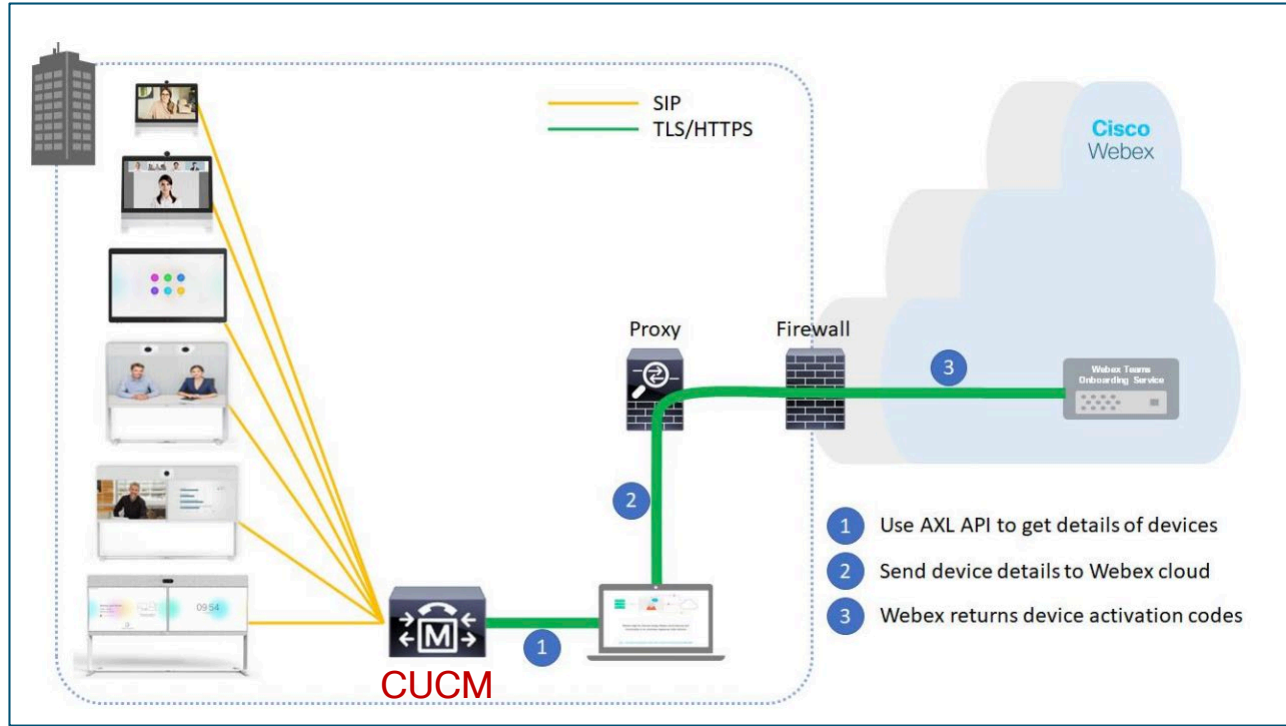 SIP
TLS/HTTPS
Cisco
Webex
Proxy
Firewall
3
Webex Teams
Onboarding Service
2
1
09:54
M
CUCM
1 Use AXL API to get details of devices
2 Send device details to Webex cloud
3 Webex returns device activation codes